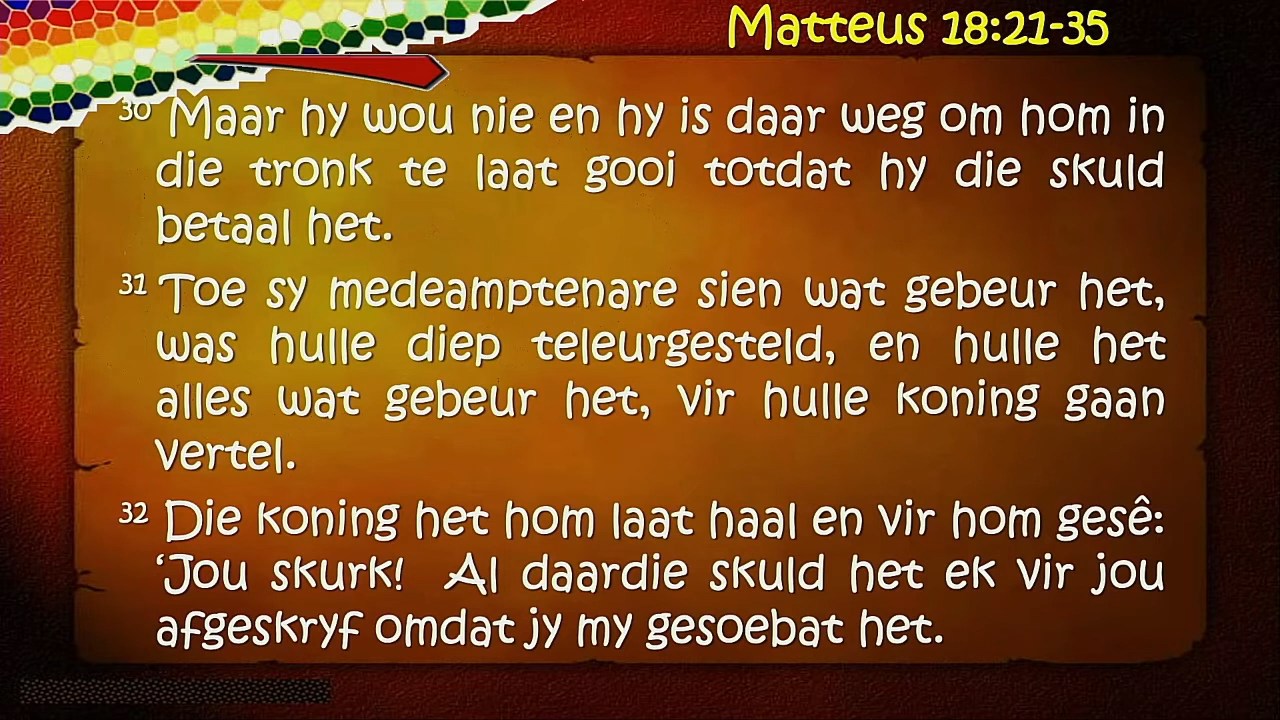 Matteus 18:21-35
30 Maar hy wou nie en hy is daar weg om hom in
die tronk te laat gooi totdat hy die skuld
betaal het.
31 Toe sy medeamptenare sien wat gebeur het,
was hulle diep teleurgesteld, en hulle het
alles wat gebeur het, vir hulle koning gaan
vertel.
32 Die koning het hom laat haal en vir hom gesê:
‘Jou skurk! Al daardie skuld het ek vir jou
afgeskryf omdat jy my gesoebat het.